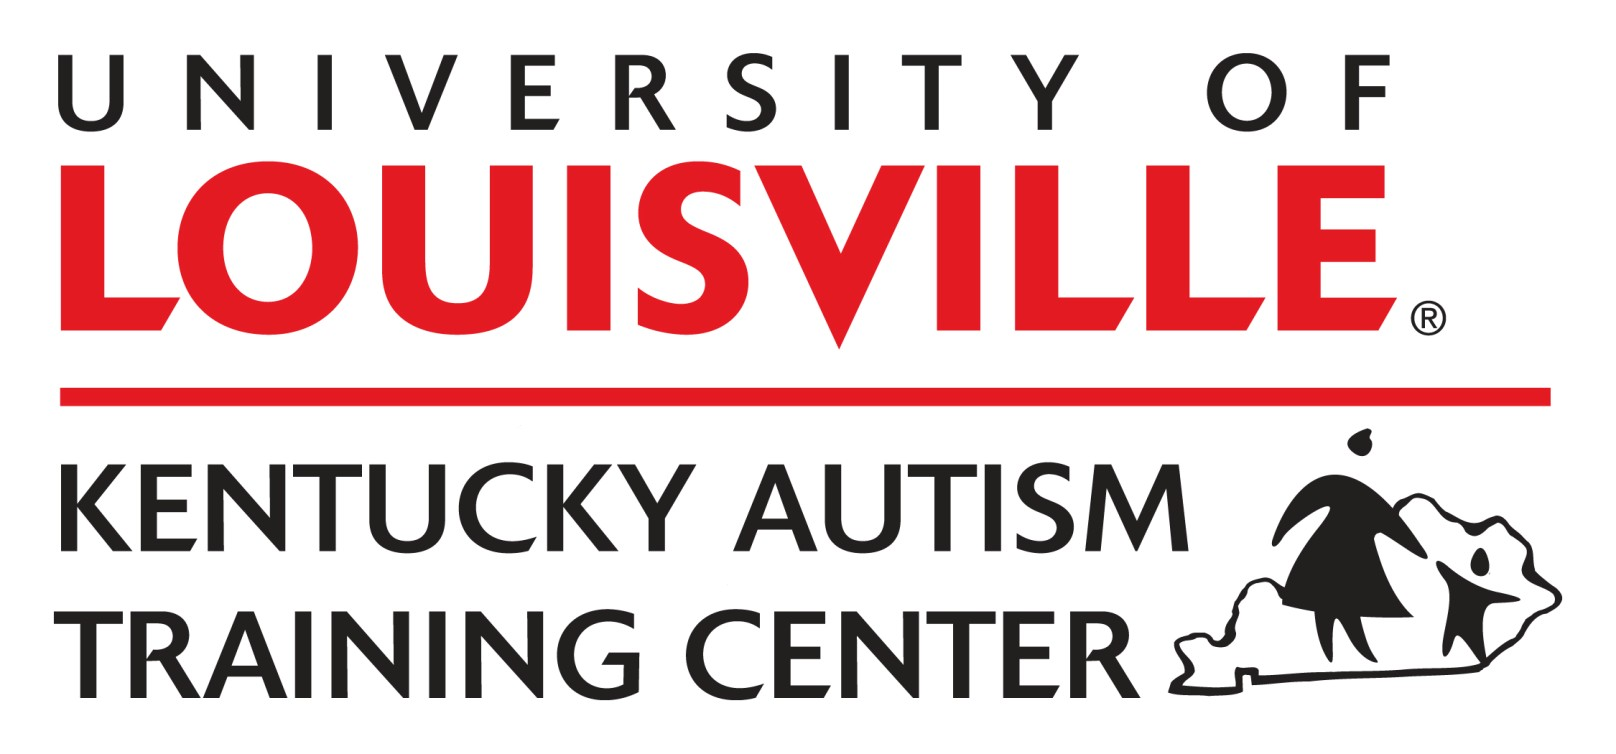 UNIVERSITY OF
LOUISVILLE®
KENTUCKY AUTISM
TRAINING CENTER